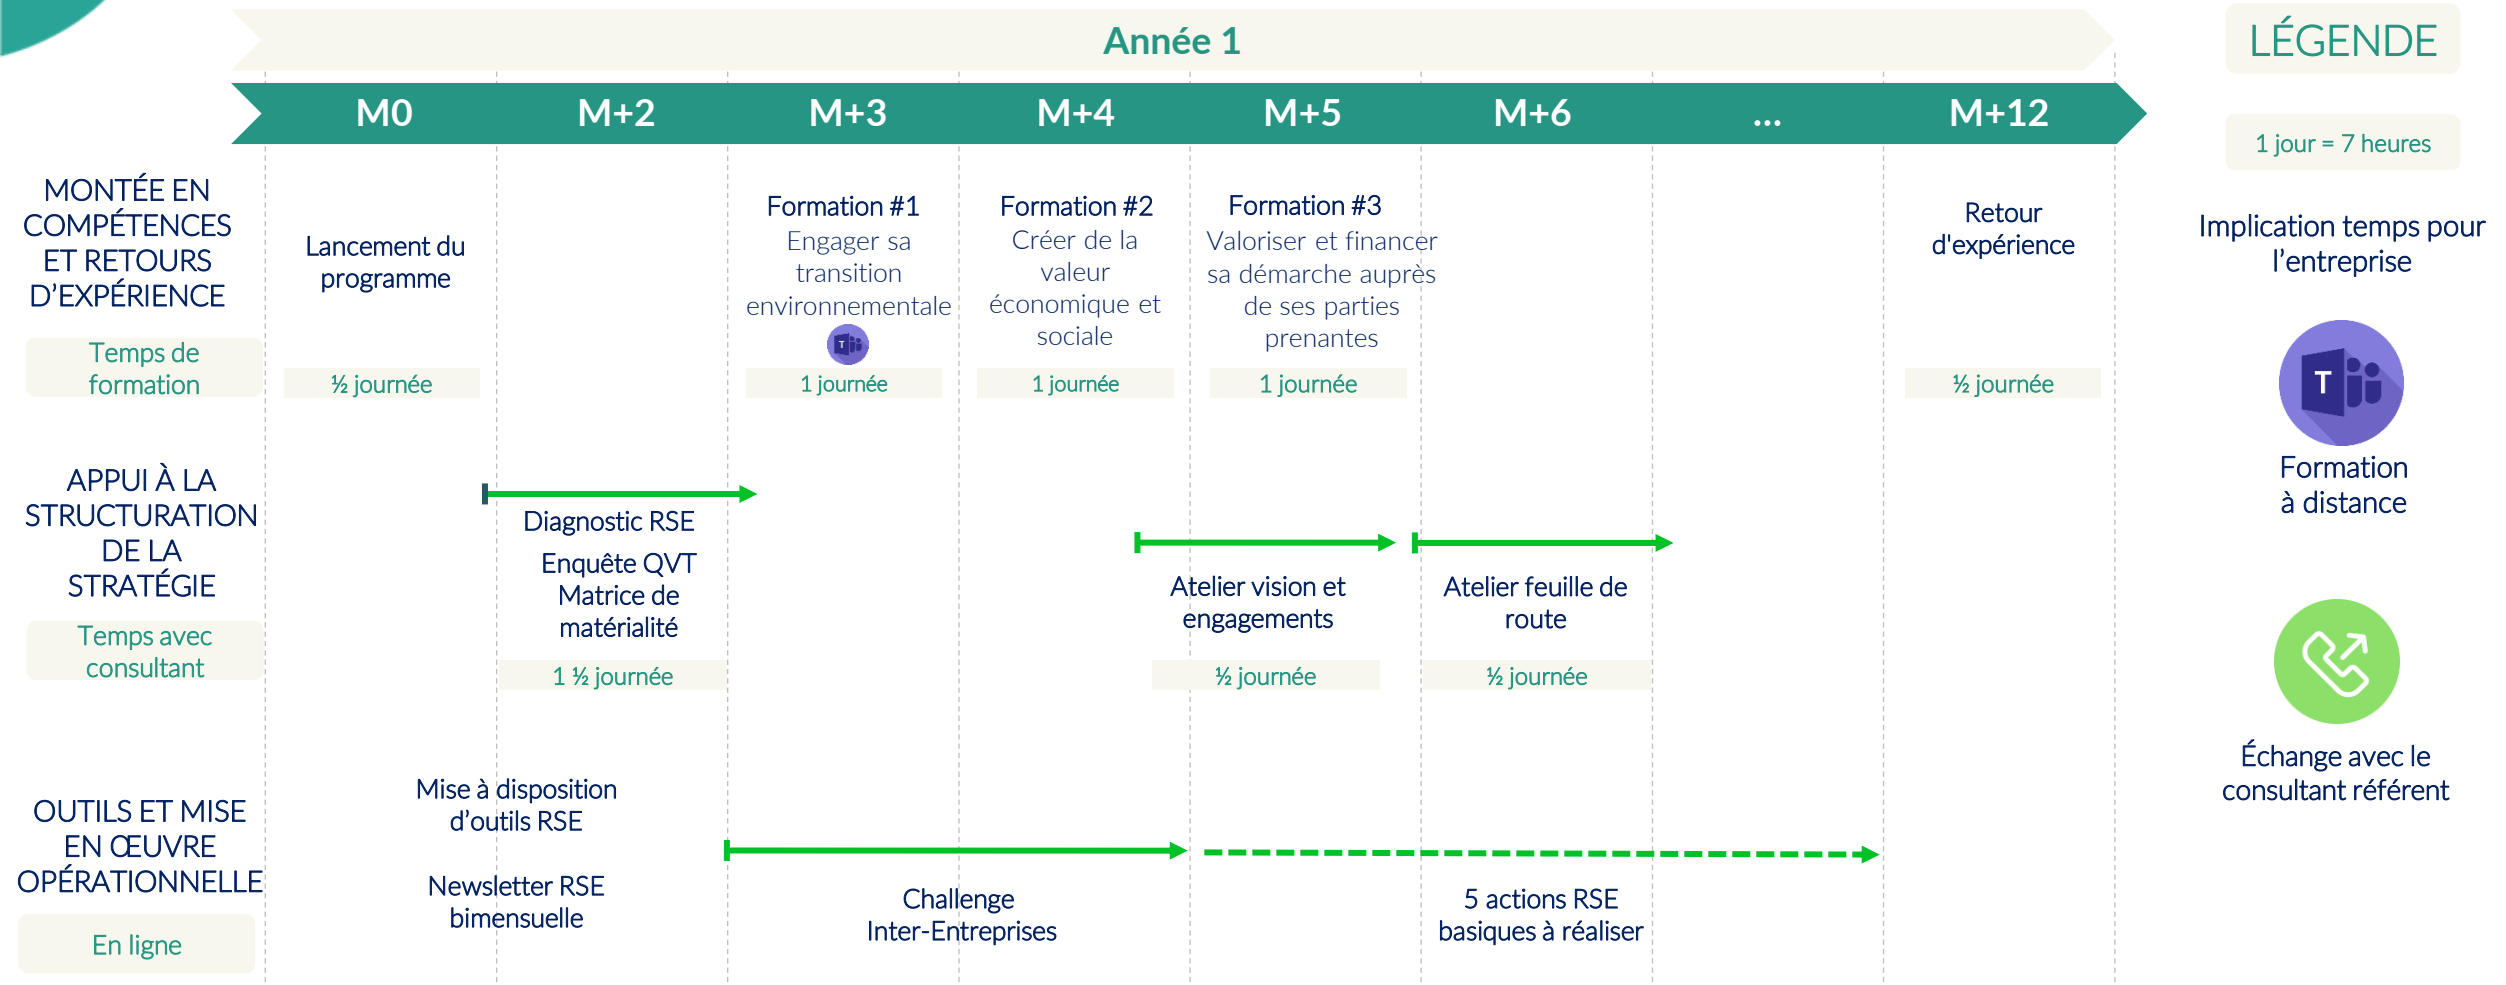 Année 1
LÉGENDE
M0
M+2
M+3
M+4
M+5
M+6
...
M+12
1 jour = 7 heures
MONTÉE EN
COMPÉTENCES
ET RETOURS
D’EXPÉRIENCE
Temps de
formation
Lancement du
programme
½ journée
Formation #1
Engager sa
transition
environnementale
T
1 journée
Formation #2
Créer de la
valeur
économique et
sociale
1 journée
Formation #3
Valoriser et financer
sa démarche auprès
de ses parties
prenantes
1 journée
Retour
d'expérience
½ journée
Implication temps pour
l’entreprise
T
Formation
à distance
APPUI À LA
STRUCTURATION
DE LA
STRATÉGIE
Temps avec
consultant
Diagnostic RSE
Enquête QVT
Matrice de
matérialité
1 ½ journée
Atelier vision et
engagements
½ journée
Atelier feuille de
route
½ journée
Échange avec le
consultant référent
OUTILS ET MISE
EN ŒUVRE
OPÉRATIONNELLE
En ligne
Mise à disposition
d’outils RSE
Newsletter RSE
bimensuelle
Challenge
Inter-Entreprises
5 actions RSE
basiques à réaliser